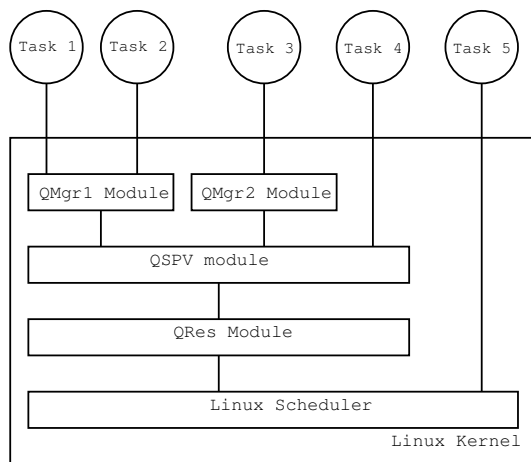 Task 1
Task 2
Task 3
Task 4
Task 5
QMgr1 Module
QMgr2 Module
QSPV module
QRes Module
Linux Scheduler
Linux Kernel